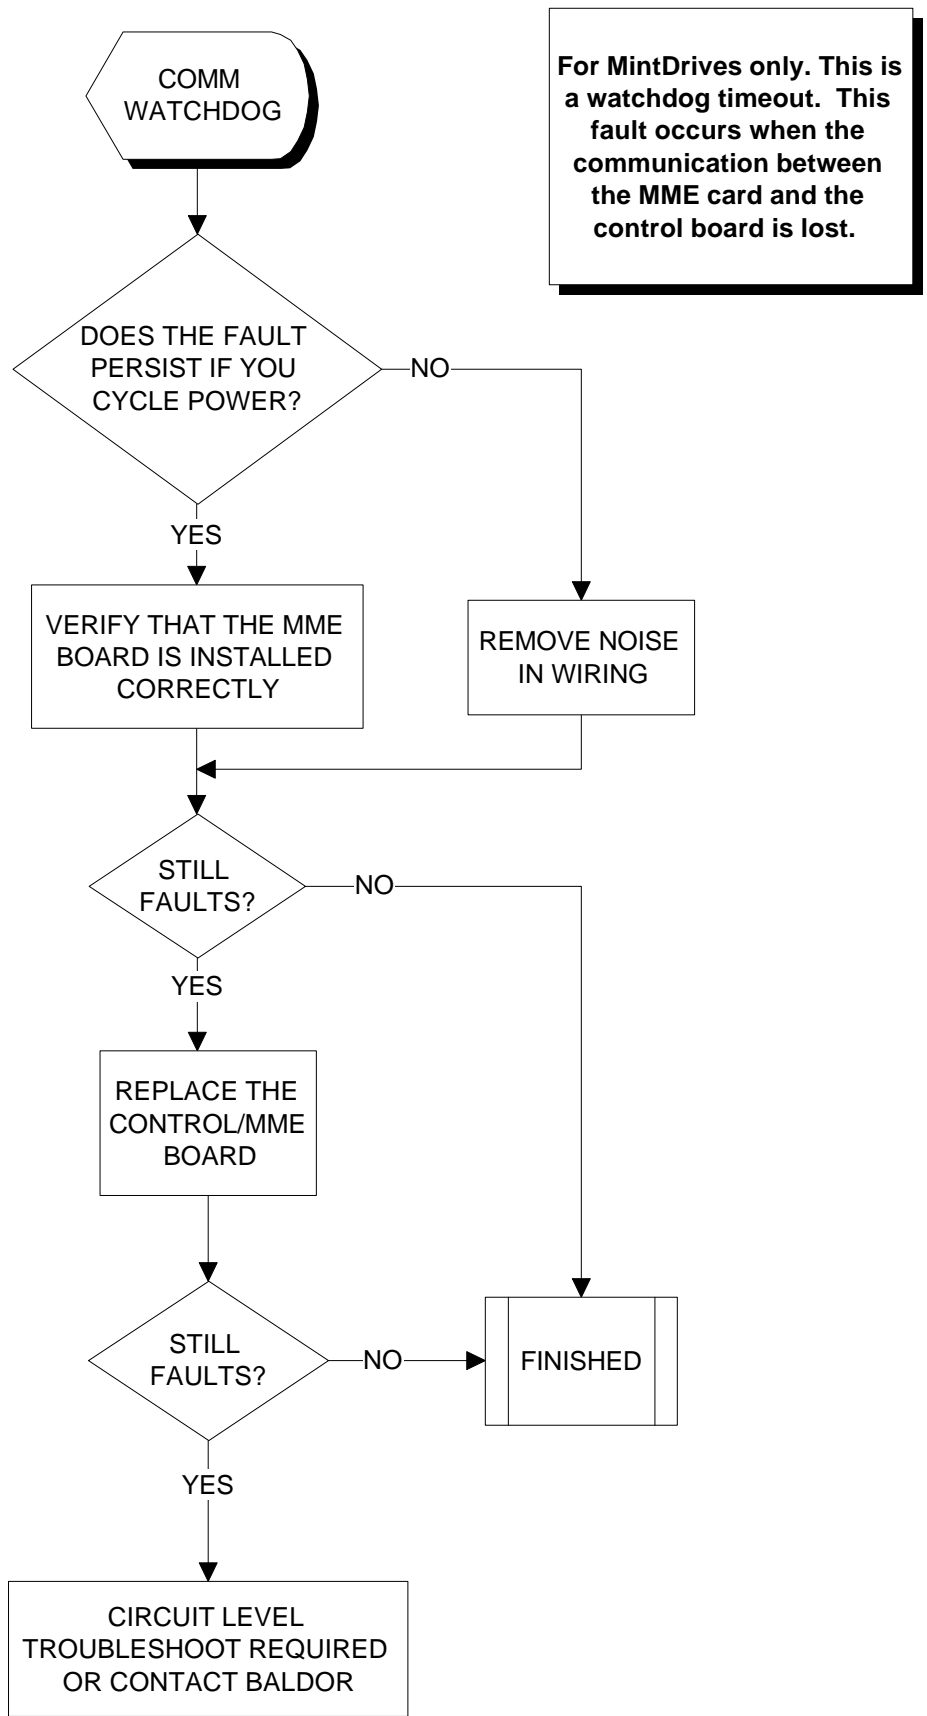 COMM
WATCHDOG
For MintDrives only. This is
a watchdog timeout. This
fault occurs when the
communication between
the MME card and the
control board is lost.
DOES THE FAULT
PERSIST IF YOU
CYCLE POWER?
NO
YES
VERIFY THAT THE MME
BOARD IS INSTALLED
CORRECTLY
REMOVE NOISE
IN WIRING
STILL
FAULTS?
NO
YES
REPLACE THE
CONTROL/MME
BOARD
STILL
FAULTS?
NO
FINISHED
YES
CIRCUIT LEVEL
TROUBLESHOOT REQUIRED
OR CONTACT BALDOR